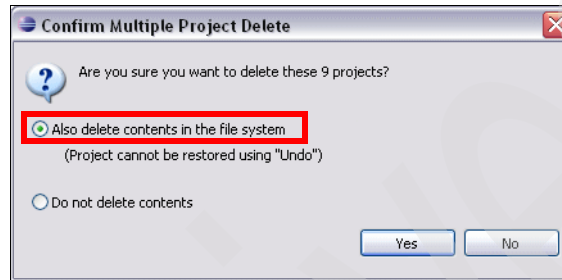 Confirm Multiple Project Delete
Are you sure you want to delete these 9 projects?
Also delete contents in the file system
(Project cannot be restored using "Undo")
Do not delete contents
Yes No